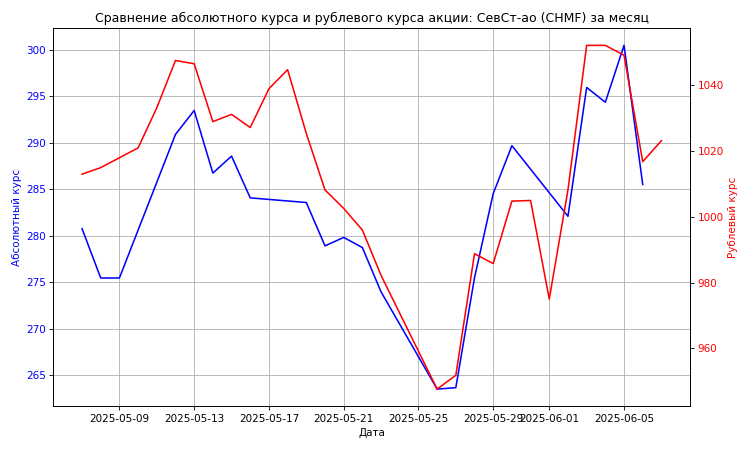 Сравнение абсолютного курса и рублевого курса акции: СевСт-ао (CHMF) за месяц
300
295
290
285
280
275
270
265
Абсолютный курс
1040
1020
1000
980
960
Рублевый курс
2025-05-09 2025-05-13 2025-05-17 2025-05-21 2025-05-25 2025-05-29 2025-06-01 2025-06-05
Дата